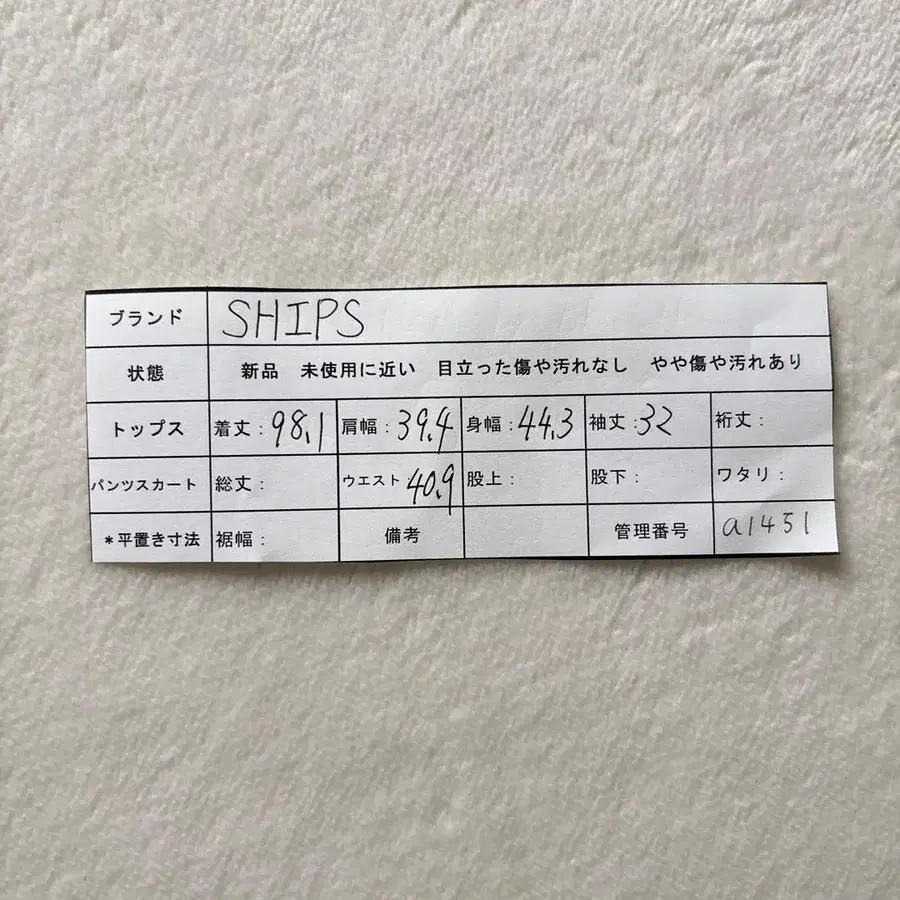 ブランド SHIPS
状態 新品 未使用に近い 目立った傷や汚れなし やや傷や汚れあり
トップス 着丈:98.1 肩幅:39.4 身幅:44.3 袖丈:32 裄丈:
パンツスカート 総丈: ウエスト 40.9 股上: 股下: ワタリ:
*平置き寸法 裾幅: 備考 管理番号 a1451